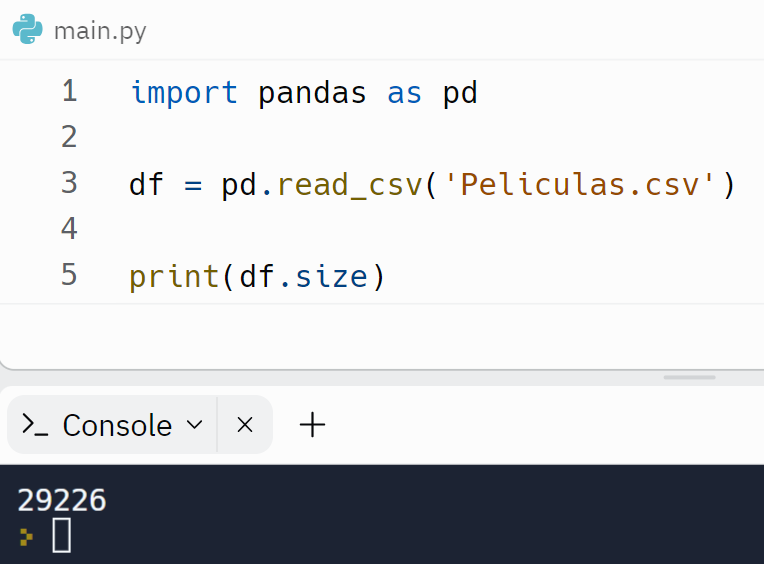 main.py
1 import pandas as pd
2
3 df = pd.read_csv('Peliculas.csv')
4
5 print(df.size)
>_ Console
29226